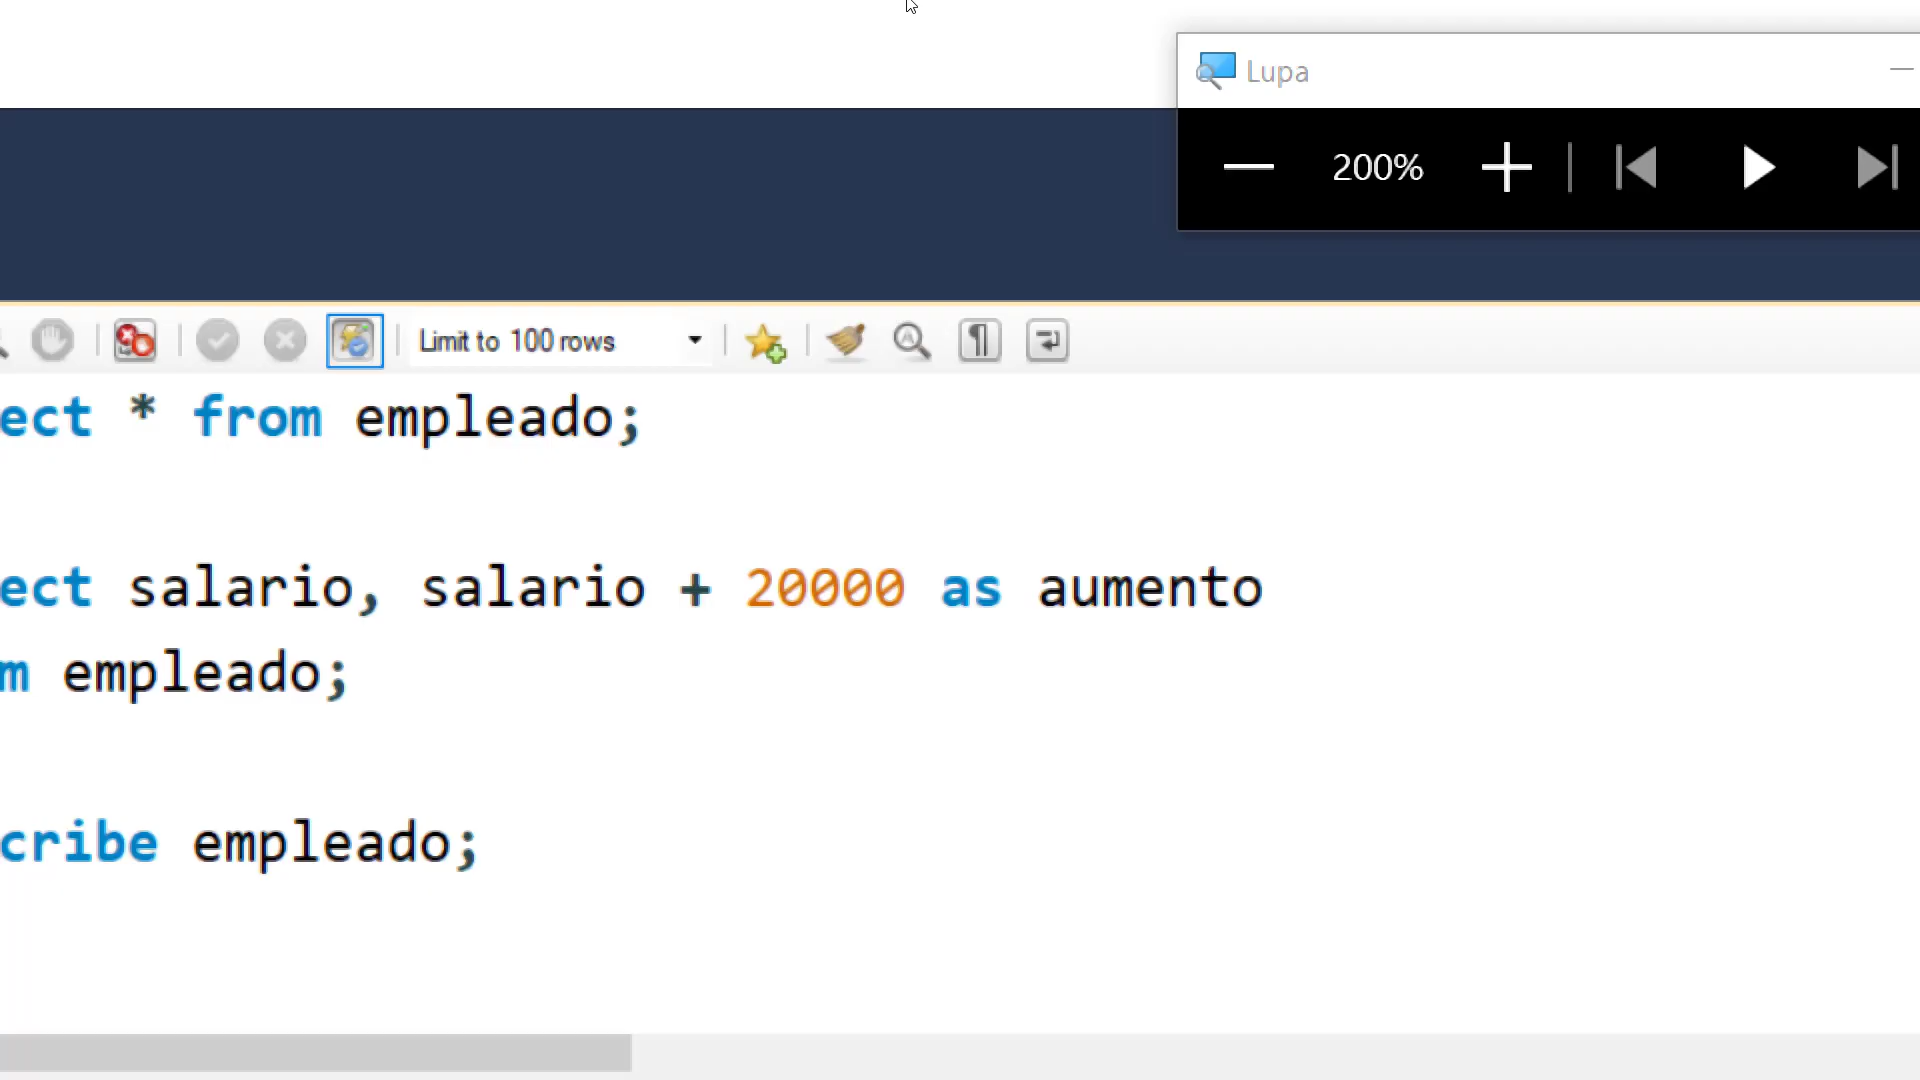 Lupa
200%
Limit to 100 rows
ect * from empleado;
ect salario, salario + 20000 as aumento
m empleado;
cribe empleado;